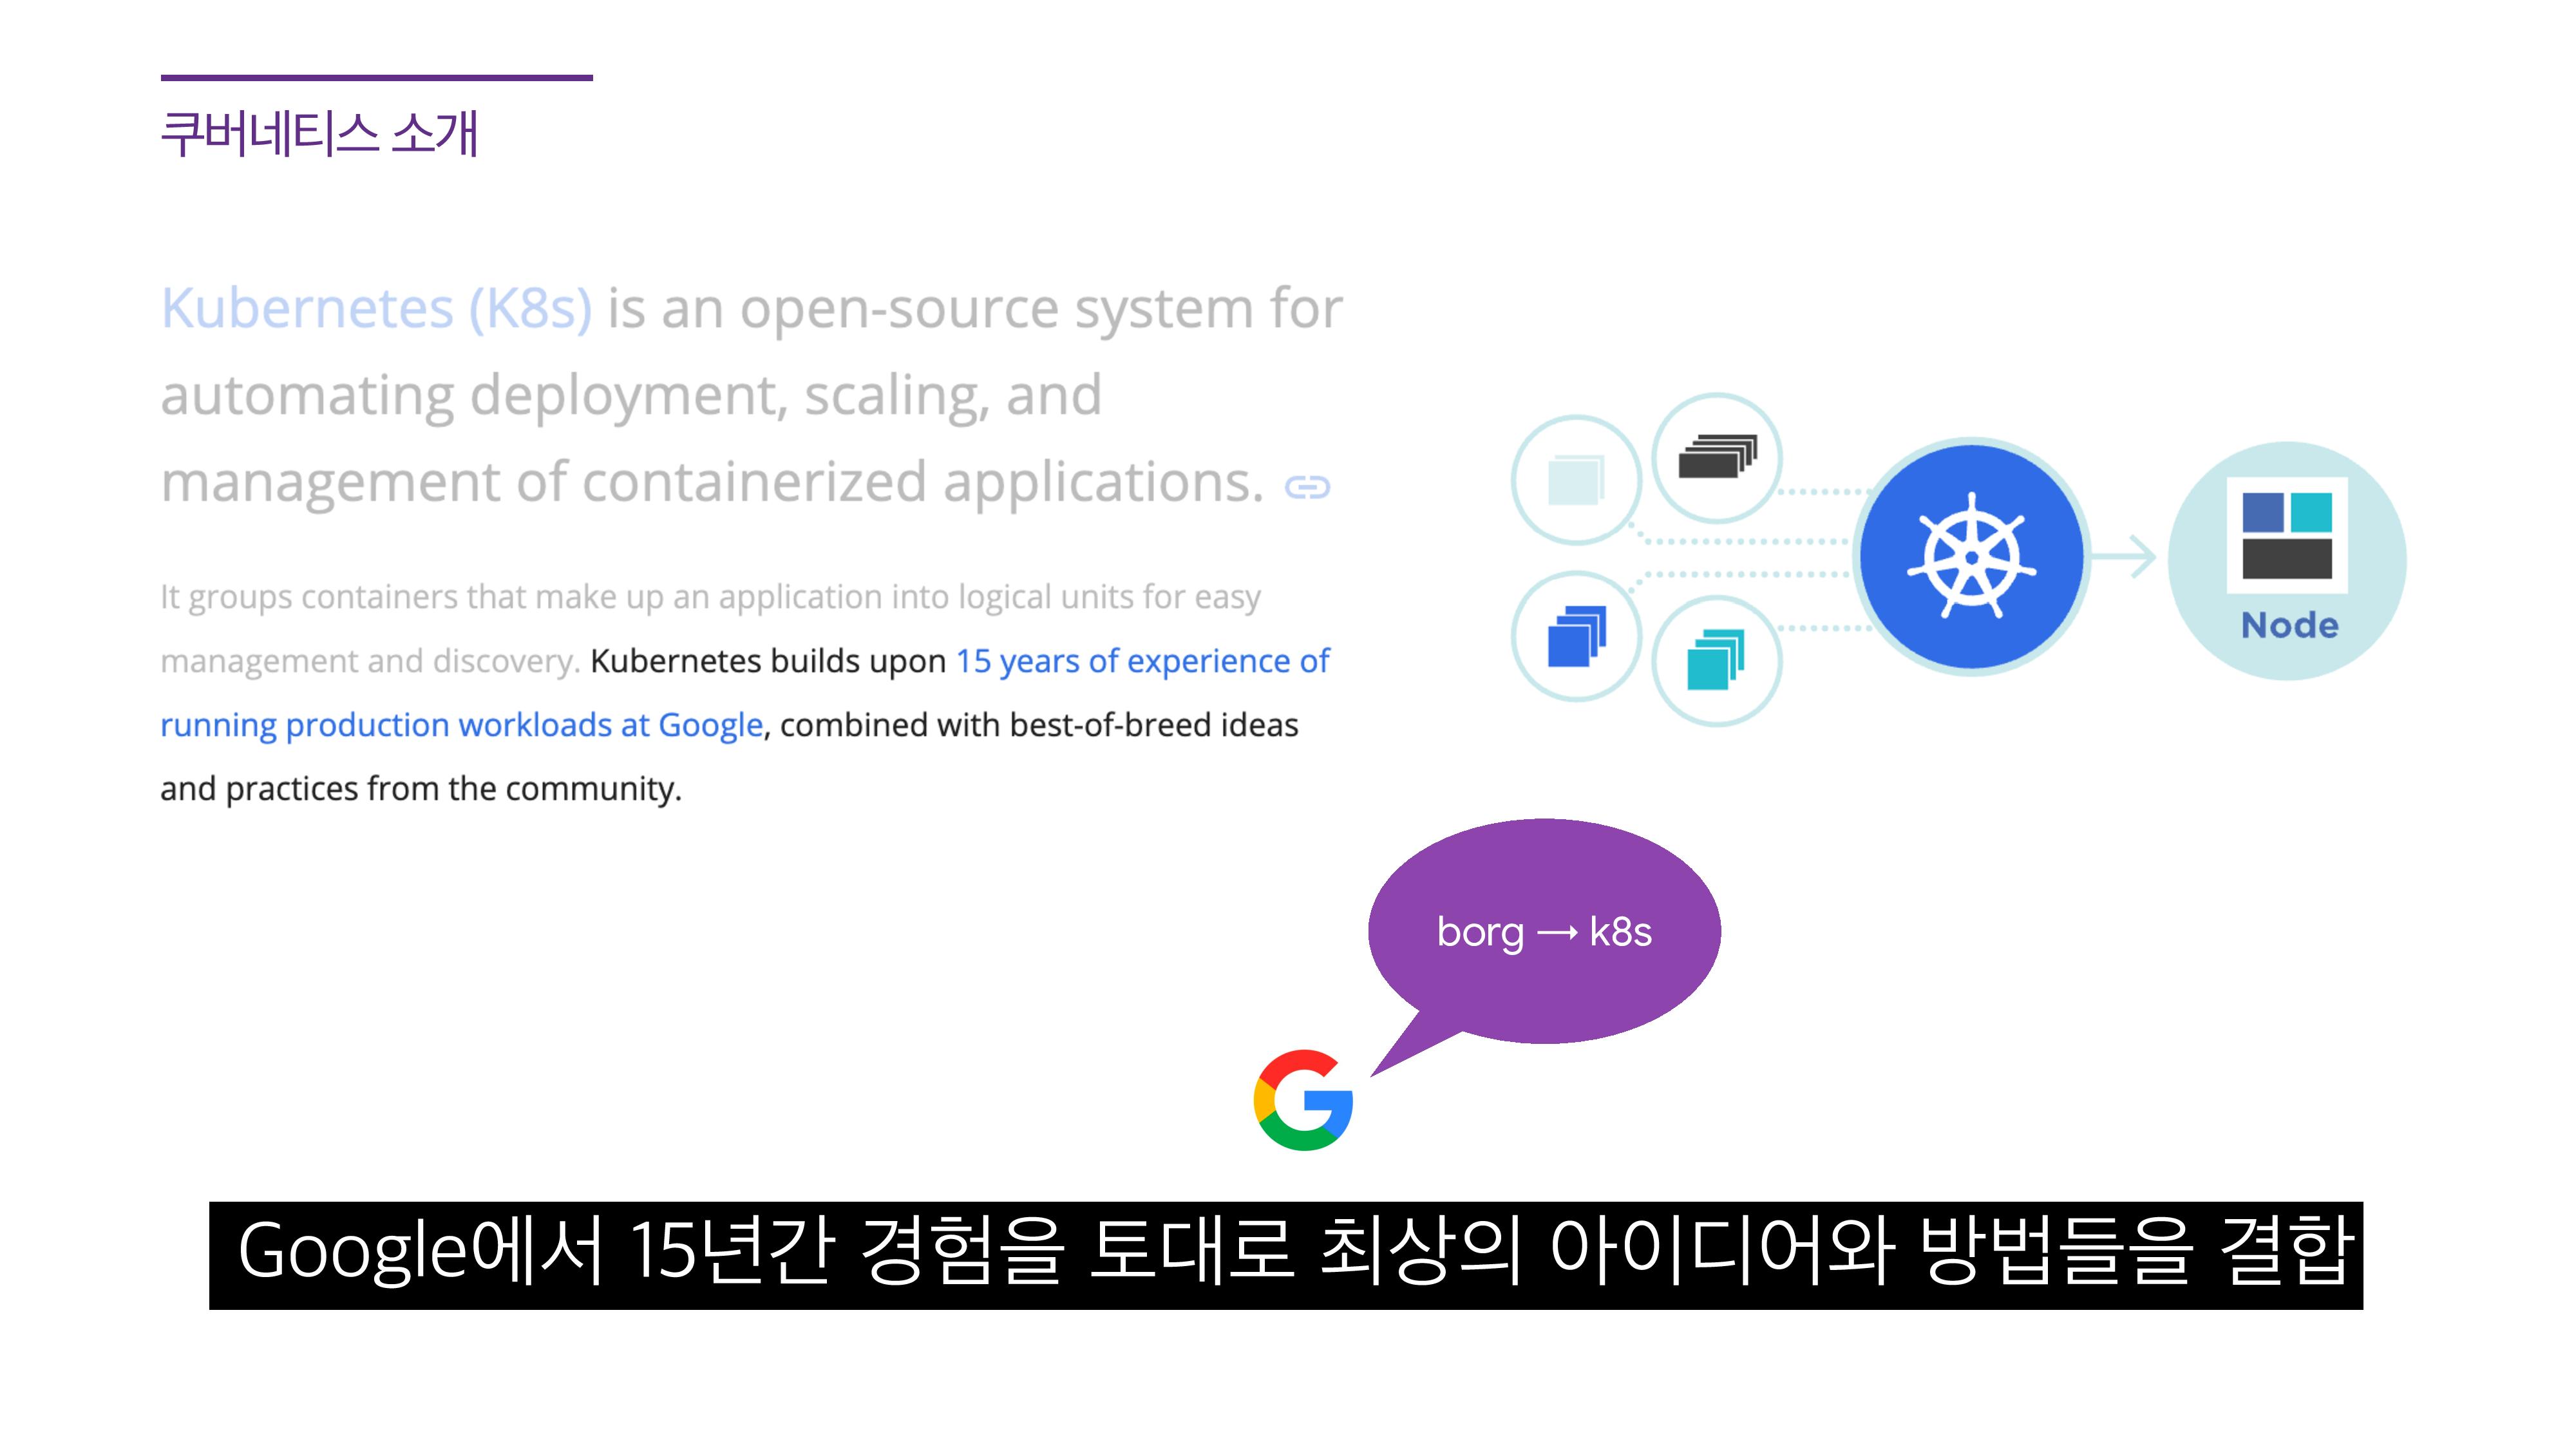 쿠버네티스 소개
Kubernetes (K8s) is an open-source system for
automating deployment, scaling, and
management of containerized applications.
It groups containers that make up an application into logical units for easy
management and discovery. Kubernetes builds upon 15 years of experience of
running production workloads at Google, combined with best-of-breed ideas
and practices from the community.
Node
borg → k8s
Google에서 15년간 경험을 토대로 최상의 아이디어와 방법들을 결합